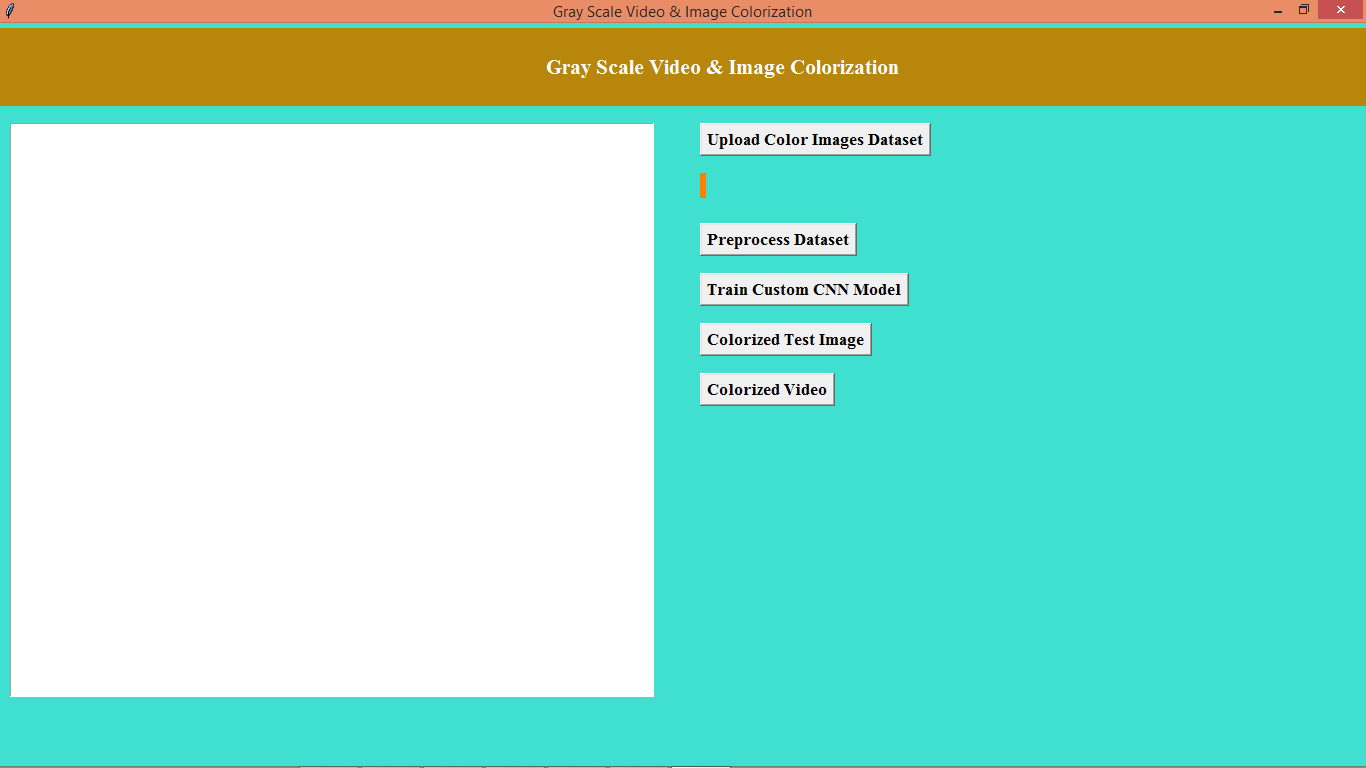 Gray Scale Video & Image Colorization
Gray Scale Video & Image Colorization
Upload Color Images Dataset
Preprocess Dataset
Train Custom CNN Model
Colorized Test Image
Colorized Video